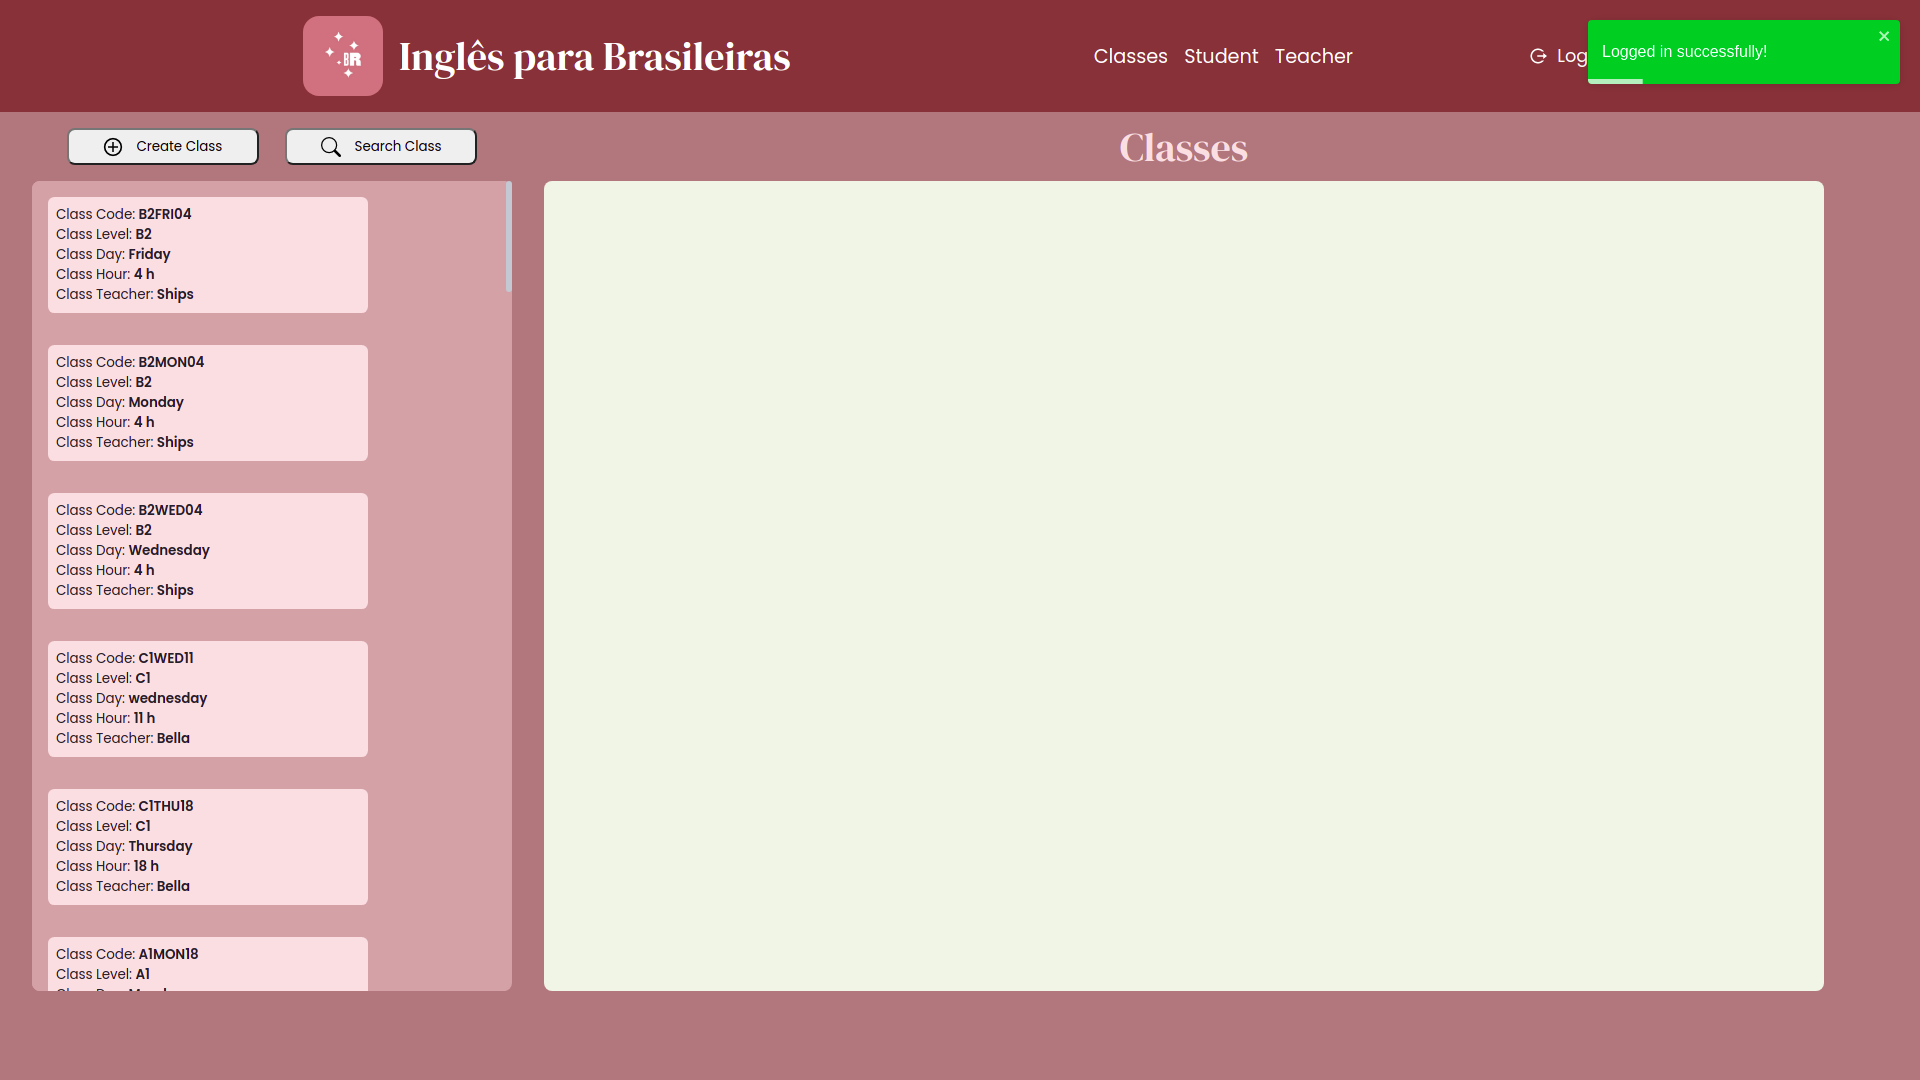 BR
Inglês para Brasileiras
Classes Student Teacher
Log
Logged in successfully!
Create Class
Search Class
Classes
Class Code: B2FRI04
Class Level: B2
Class Day: Friday
Class Hour: 4 h
Class Teacher: Ships
Class Code: B2MON04
Class Level: B2
Class Day: Monday
Class Hour: 4 h
Class Teacher: Ships
Class Code: B2WED04
Class Level: B2
Class Day: Wednesday
Class Hour: 4 h
Class Teacher: Ships
Class Code: C1WED11
Class Level: C1
Class Day: wednesday
Class Hour: 11 h
Class Teacher: Bella
Class Code: C1THU18
Class Level: C1
Class Day: Thursday
Class Hour: 18 h
Class Teacher: Bella
Class Code: A1MON18
Class Level: A1